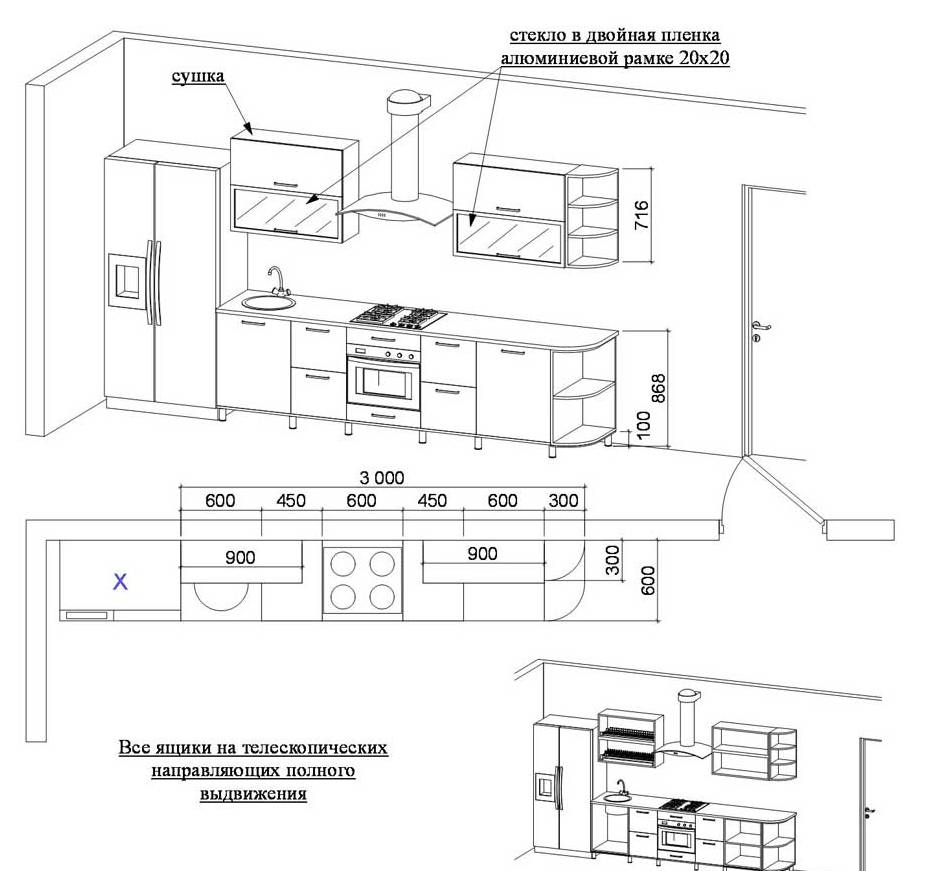 стекло в двойная пленка
алюминиевой рамке 20х20
сушка
716
868
100
3 000
600 450 600 450 600 300
900
900
300
600
X
Все ящики на телескопических
направляющих полного
выдвижения